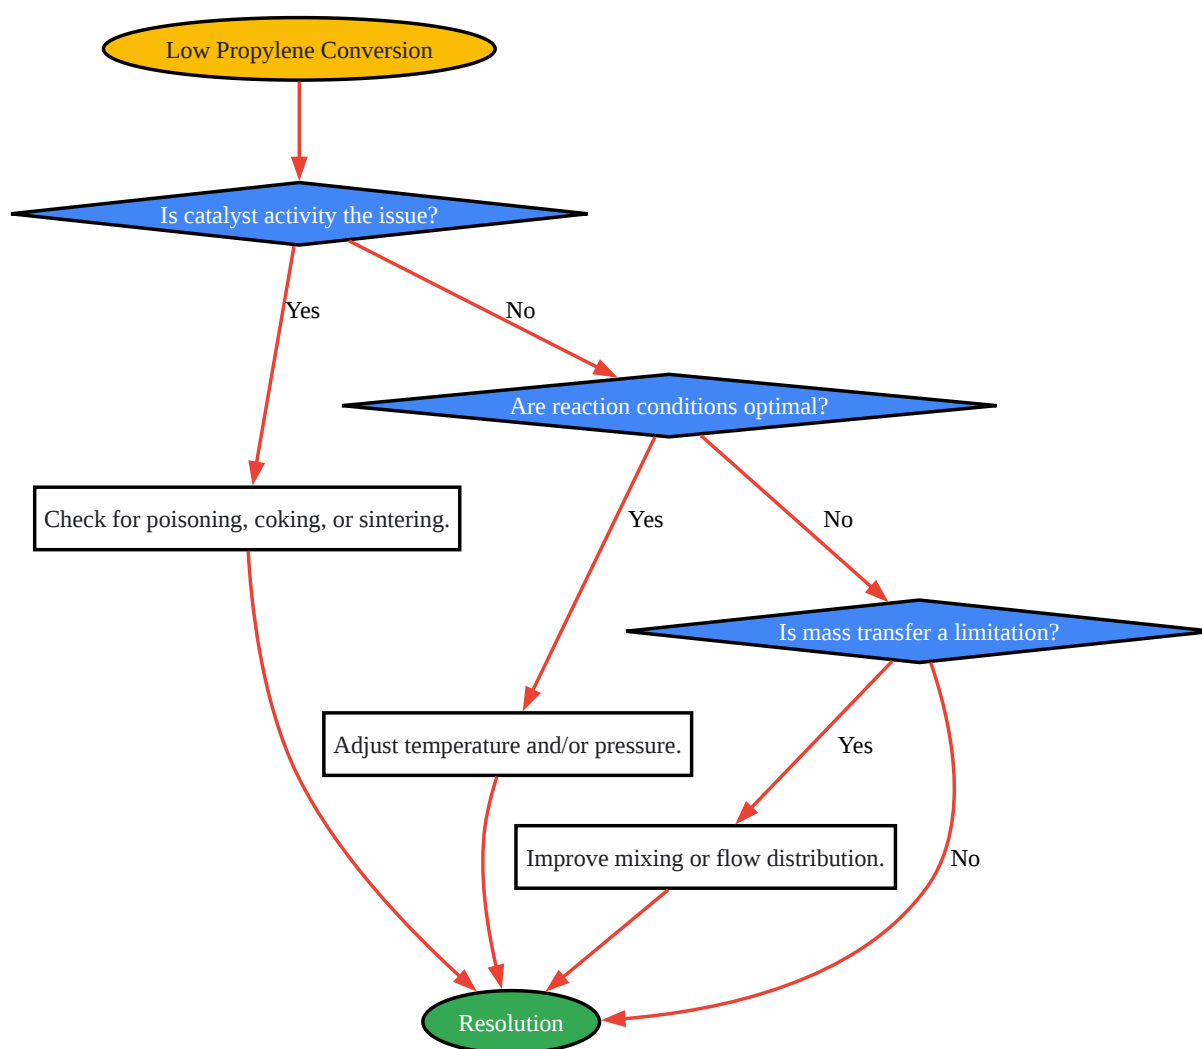 Low Propylene Conversion
Is catalyst activity the issue?
Yes
No
Are reaction conditions optimal?
Check for poisoning, coking, or sintering.
Yes
No
Is mass transfer a limitation?
Adjust temperature and/or pressure.
Yes
Improve mixing or flow distribution.
No
Resolution